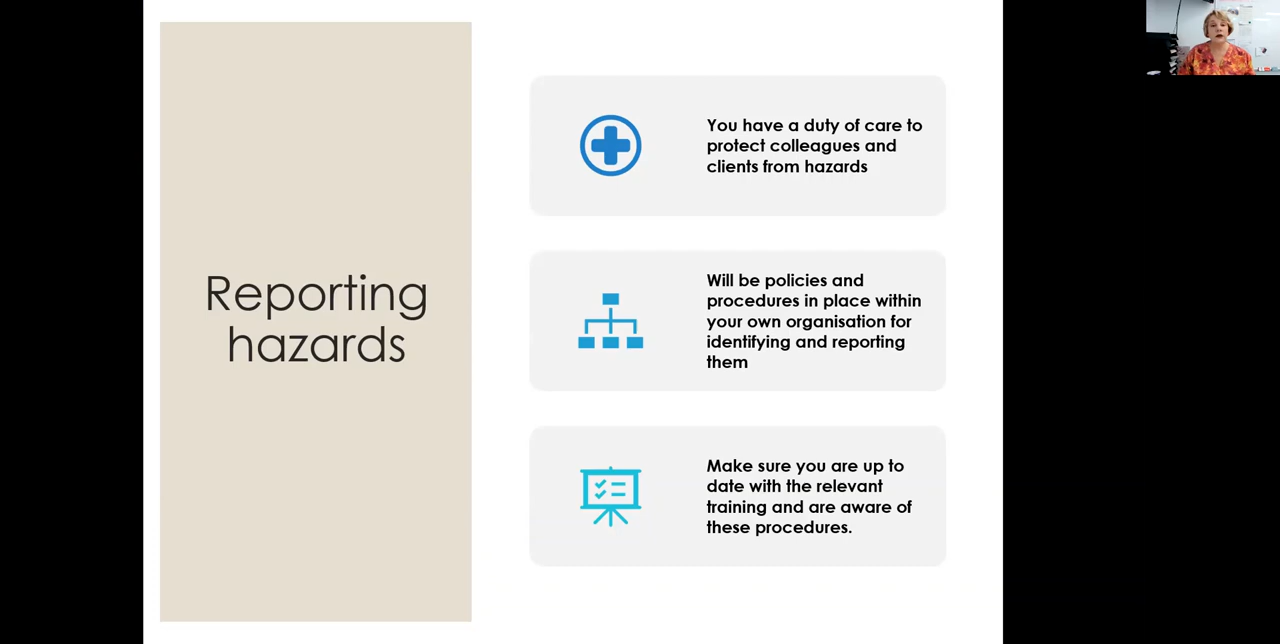 Reporting
hazards
You have a duty of care to
protect colleagues and
clients from hazards
Will be policies and
procedures in place within
your own organisation for
identifying and reporting
them
Make sure you are up to
date with the relevant
training and are aware of
these procedures.